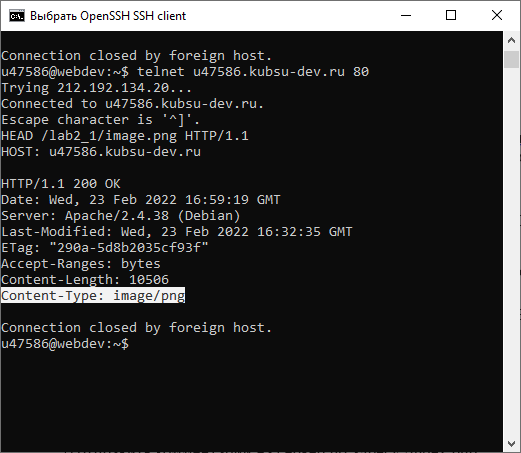 Выбрать OpenSSH SSH client
Connection closed by foreign host.
u47586@webdev:~$ telnet u47586.kubsu-dev.ru 80
Trying 212.192.134.20...
Connected to u47586.kubsu-dev.ru.
Escape character is '^]'.
HEAD /lab2_1/image.png HTTP/1.1
HOST: u47586.kubsu-dev.ru
HTTP/1.1 200 OK
Date: Wed, 23 Feb 2022 16:59:19 GMT
Server: Apache/2.4.38 (Debian)
Last-Modified: Wed, 23 Feb 2022 16:32:35 GMT
ETag: "290a-5d8b2035cf93f"
Accept-Ranges: bytes
Content-Length: 10506
Content-Type: image/png
Connection closed by foreign host.
u47586@webdev:~$